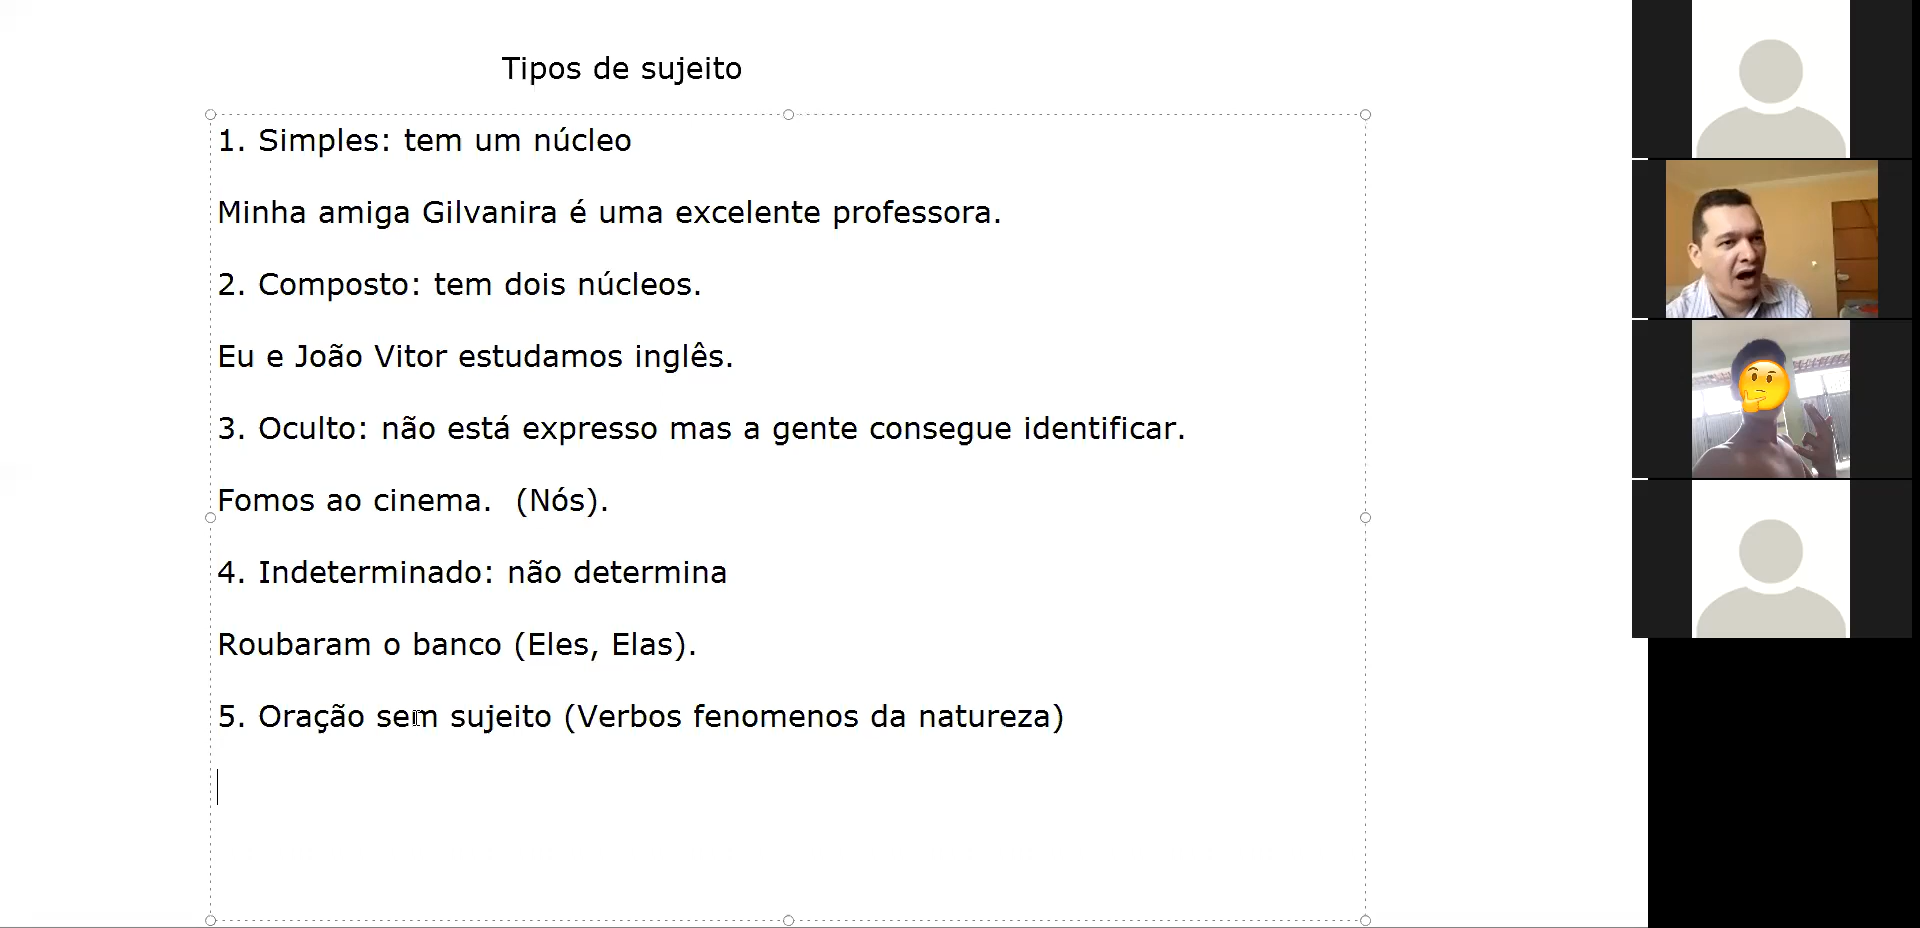 Tipos de sujeito
1. Simples: tem um núcleo
Minha amiga Gilvanira é uma excelente professora.
2. Composto: tem dois núcleos.
Eu e João Vitor estudamos inglês.
3. Oculto: não está expresso mas a gente consegue identificar.
Fomos ao cinema.  (Nós).
4. Indeterminado: não determina
Roubaram o banco (Eles, Elas).
5. Oração sem sujeito (Verbos fenomenos da natureza)